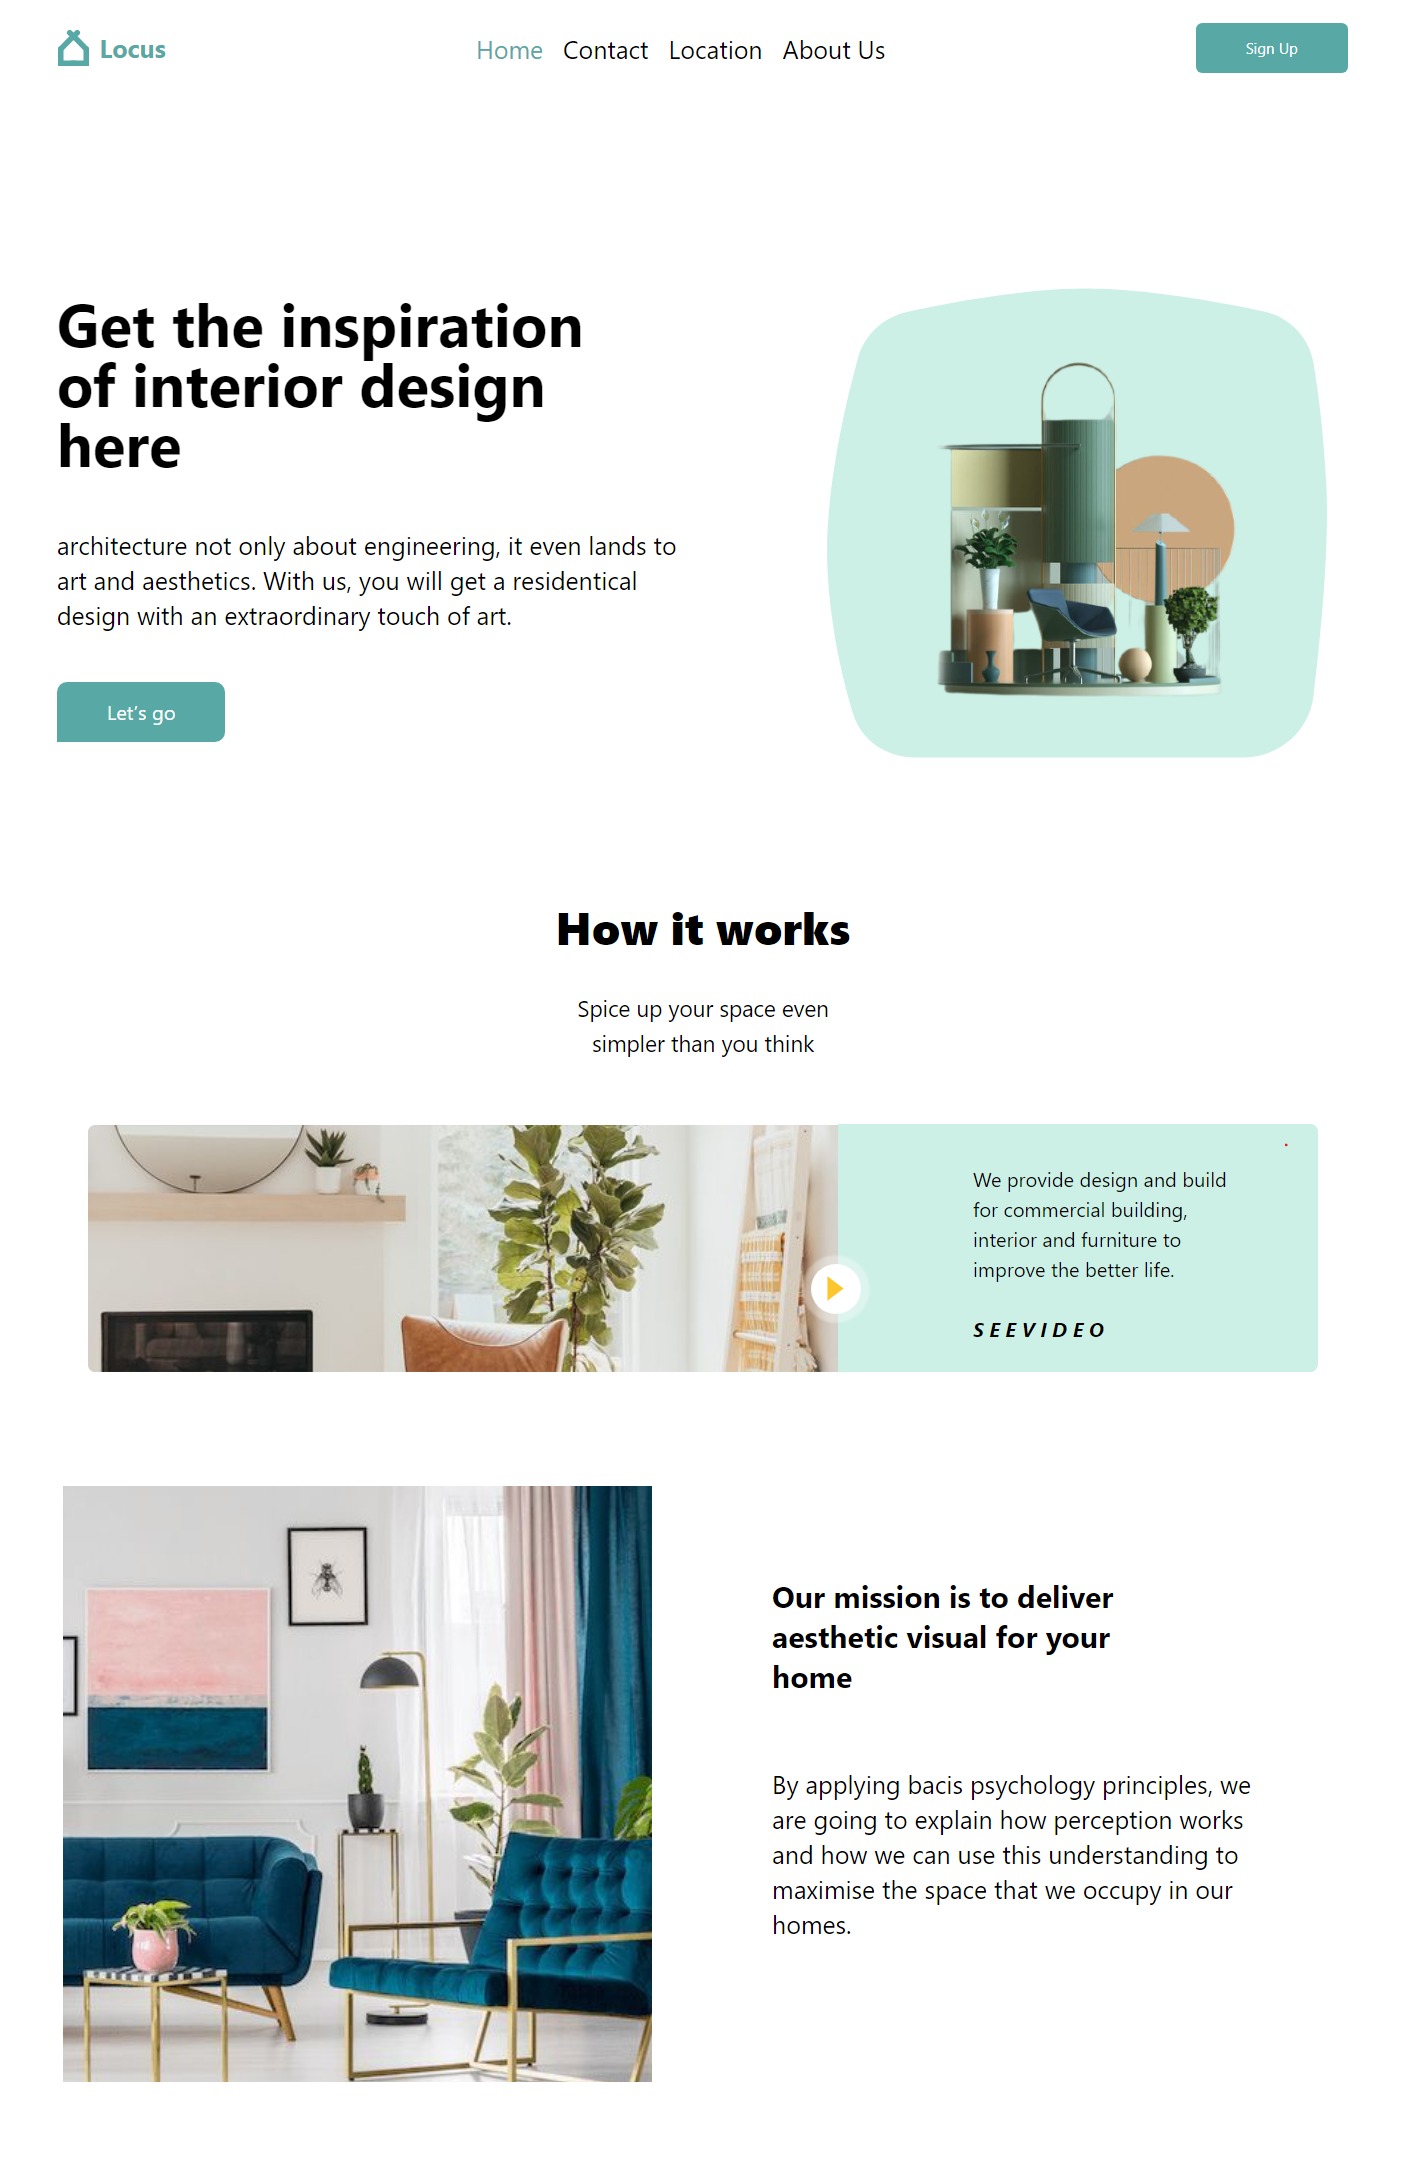 Locus
Home Contact Location About Us
Sign Up
Get the inspiration
of interior design
here
architecture not only about engineering, it even lands to
art and aesthetics. With us, you will get a residentical
design with an extraordinary touch of art.
Let's go
How it works
Spice up your space even
simpler than you think
We provide design and build
for commercial building,
interior and furniture to
improve the better life.
SEEVIDEO
Our mission is to deliver
aesthetic visual for your
home
By applying bacis psychology principles, we
are going to explain how perception works
and how we can use this understanding to
maximise the space that we occupy in our
homes.